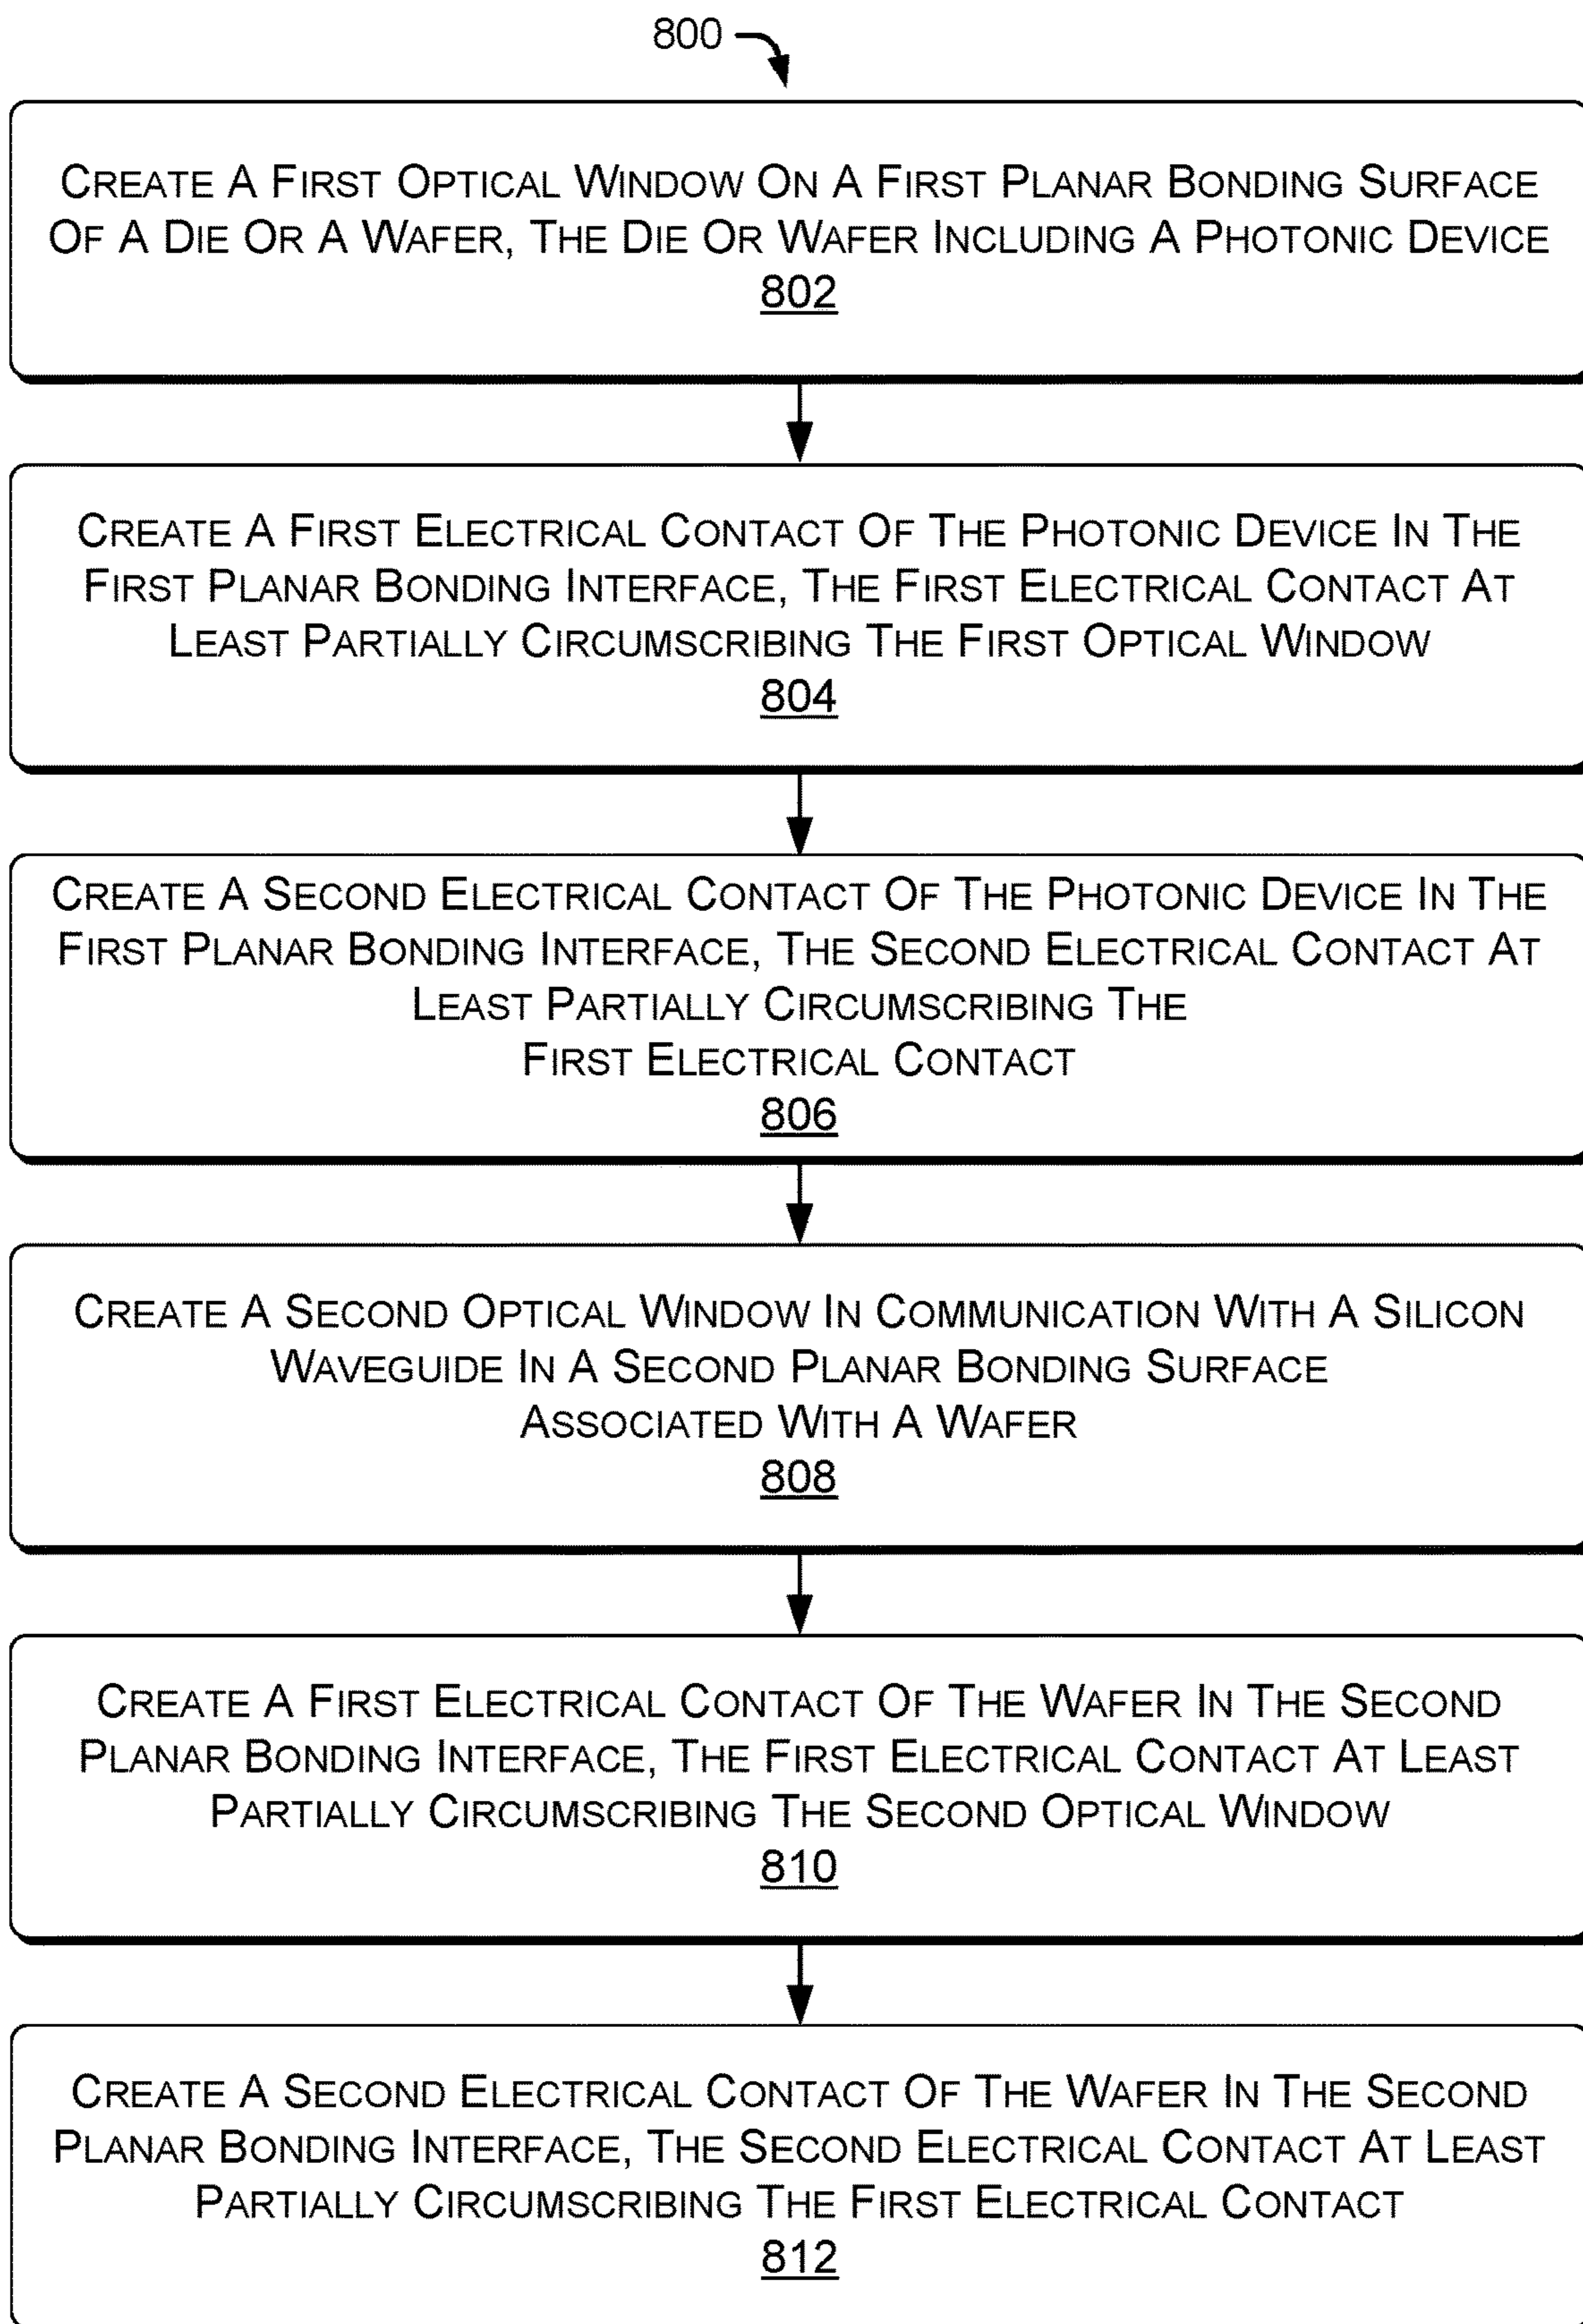 800
CREATE A FIRST OPTICAL WINDOW ON A FIRST PLANAR BONDING SURFACE
OF A DIE OR A WAFER, THE DIE OR WAFER INCLUDING A PHOTONIC DEVICE
802
CREATE A FIRST ELECTRICAL CONTACT OF THE PHOTONIC DEVICE IN THE
FIRST PLANAR BONDING INTERFACE, THE FIRST ELECTRICAL CONTACT AT
LEAST PARTIALLY CIRCUMSCRIBING THE FIRST OPTICAL WINDOW
804
CREATE A SECOND ELECTRICAL CONTACT OF THE PHOTONIC DEVICE IN THE
FIRST PLANAR BONDING INTERFACE, THE SECOND ELECTRICAL CONTACT AT
LEAST PARTIALLY CIRCUMSCRIBING THE
FIRST ELECTRICAL CONTACT
806
CREATE A SECOND OPTICAL WINDOW IN COMMUNICATION WITH A SILICON
WAVEGUIDE IN A SECOND PLANAR BONDING SURFACE
ASSOCIATED WITH A WAFER
808
CREATE A FIRST ELECTRICAL CONTACT OF THE WAFER IN THE SECOND
PLANAR BONDING INTERFACE, THE FIRST ELECTRICAL CONTACT AT LEAST
PARTIALLY CIRCUMSCRIBING THE SECOND OPTICAL WINDOW
810
CREATE A SECOND ELECTRICAL CONTACT OF THE WAFER IN THE SECOND
PLANAR BONDING INTERFACE, THE SECOND ELECTRICAL CONTACT AT LEAST
PARTIALLY CIRCUMSCRIBING THE FIRST ELECTRICAL CONTACT
812